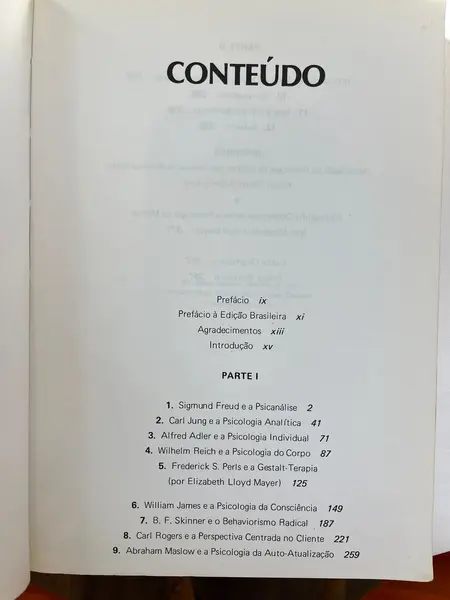 CONTEÚDO
Prefácio ix
Prefácio à Edição Brasileira xi
Agradecimentos xiii
Introdução xv
PARTE I
1. Sigmund Freud e a Psicanálise 2
2. Carl Jung e a Psicologia Analítica 41
3. Alfred Adler e a Psicologia Individual 71
4. Wilhelm Reich e a Psicologia do Corpo 87
5. Frederick S. Perls e a Gestalt-Terapia
(por Elizabeth Lloyd Mayer) 125
6. William James e a Psicologia da Consciência 149
7. B. F. Skinner e o Behaviorismo Radical 187
8. Carl Rogers e a Perspectiva Centrada no Cliente 221
9. Abraham Maslow e a Psicologia da Auto-Atualização 259